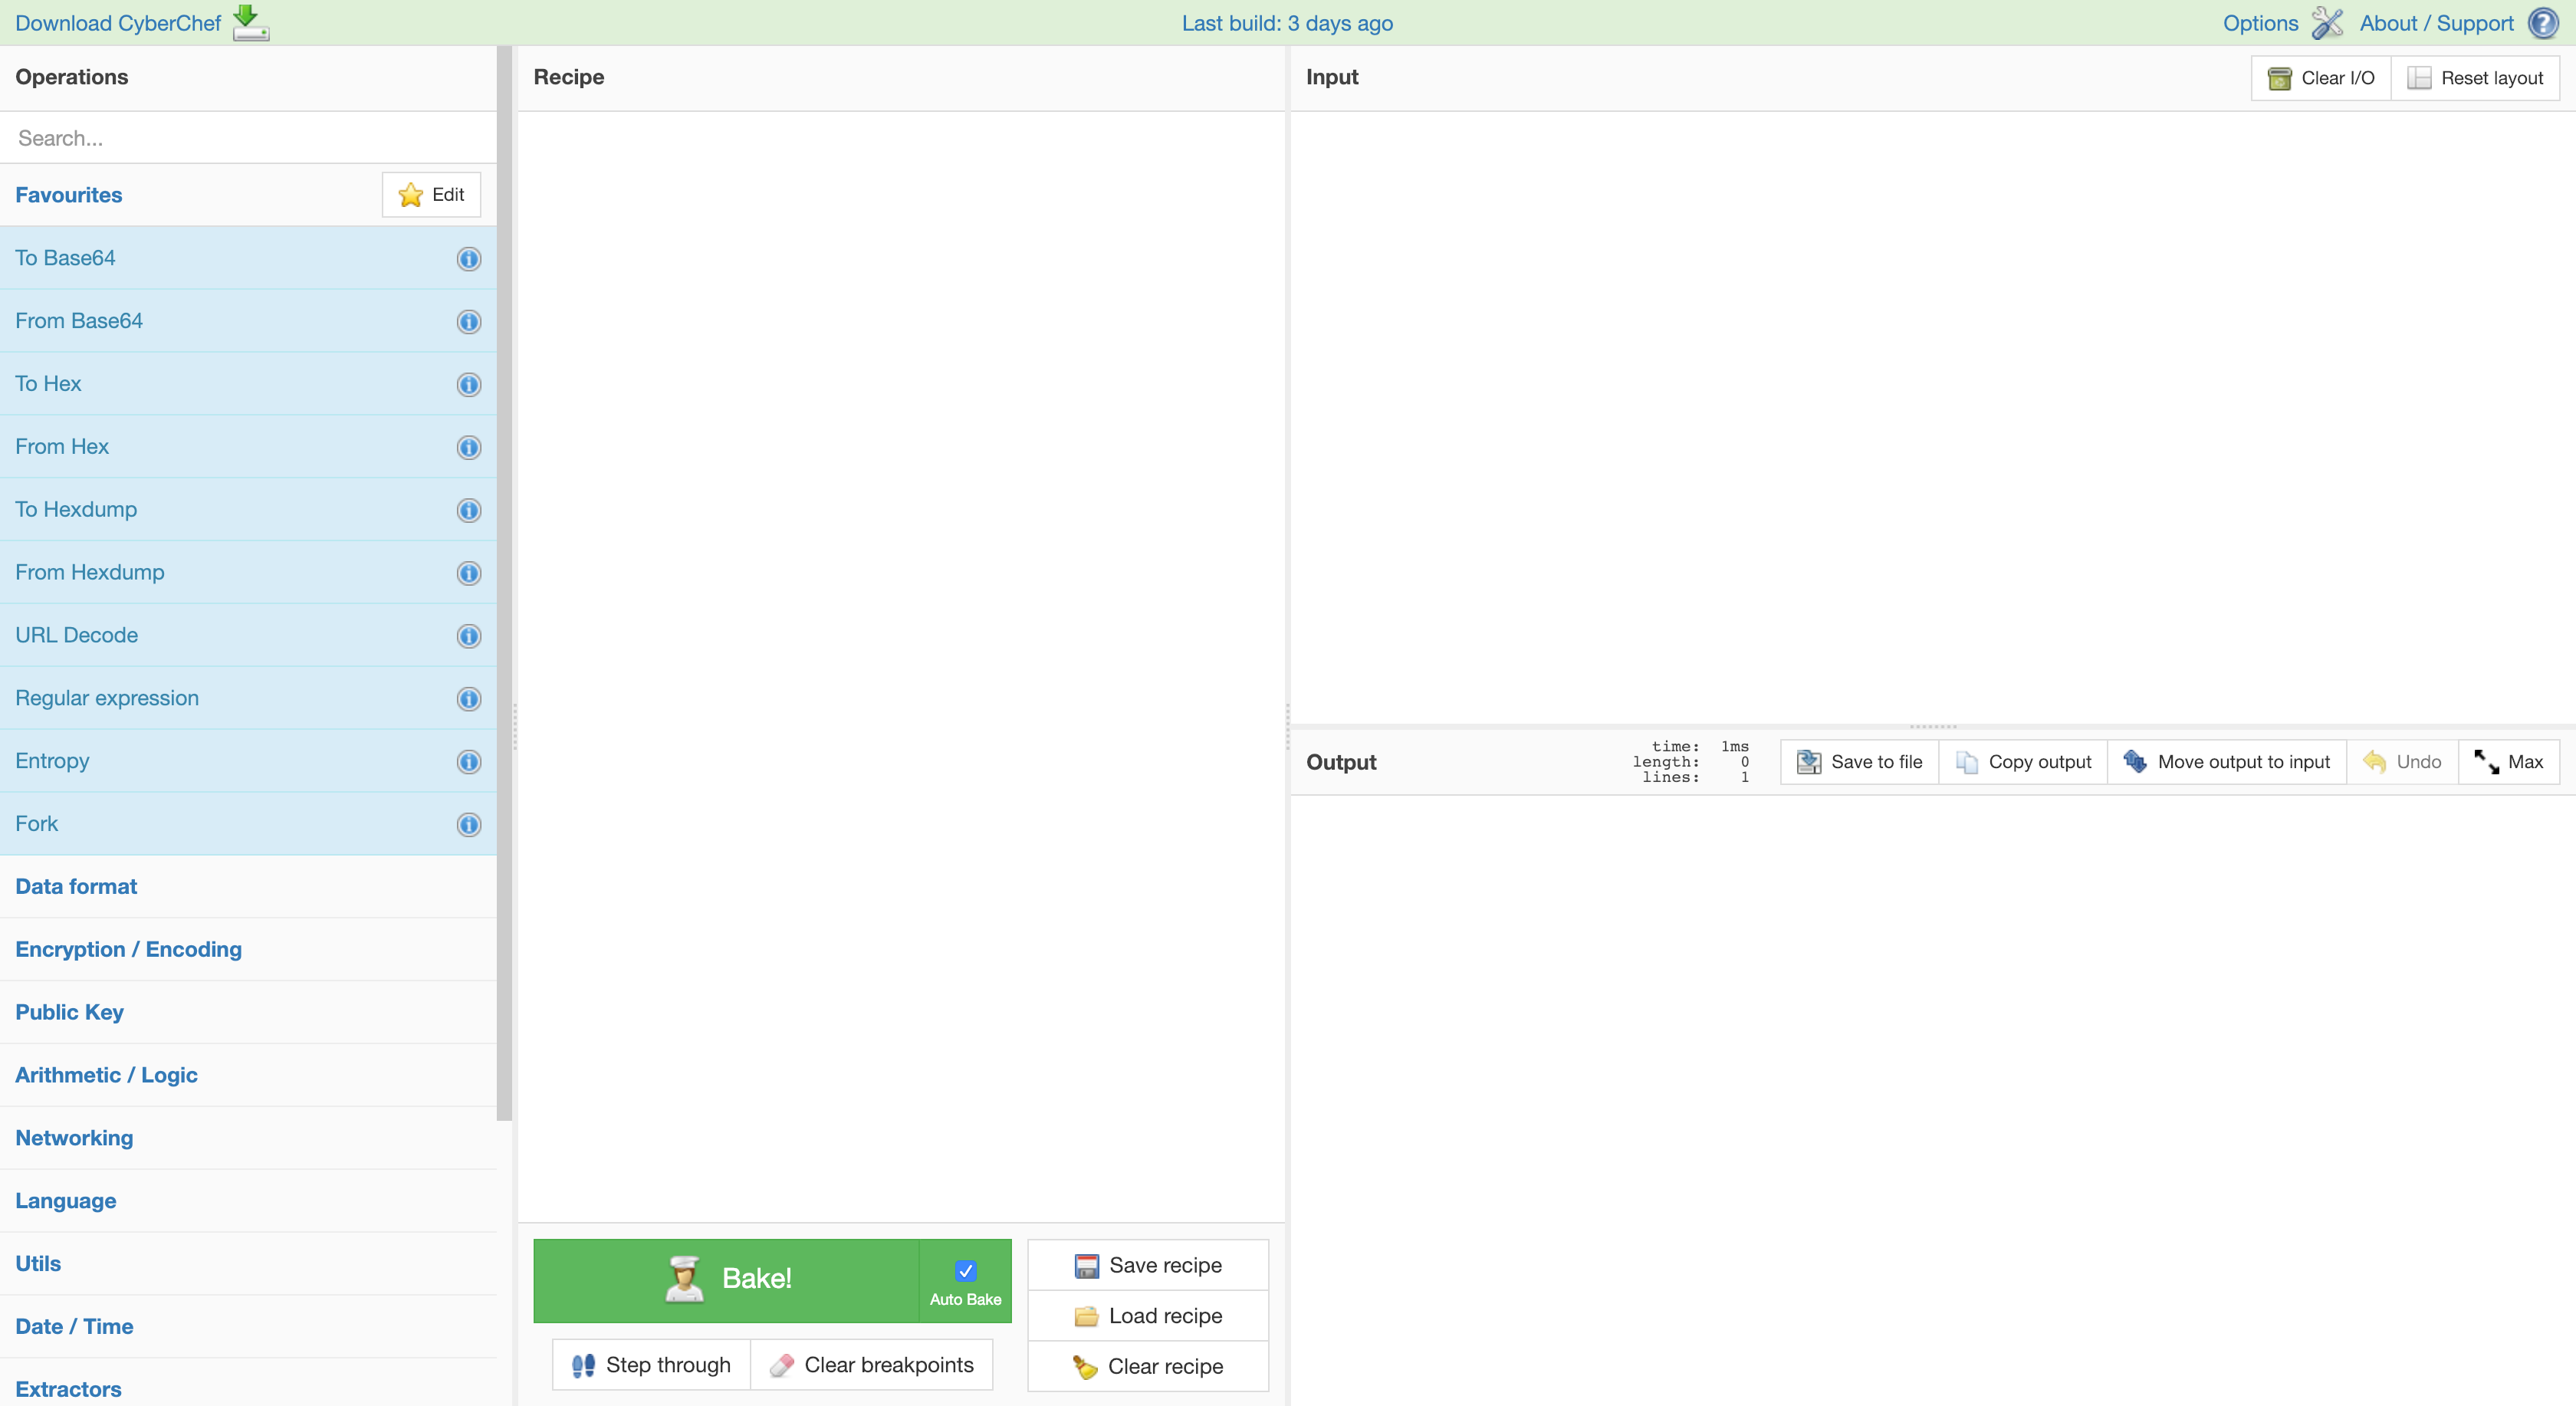 Download CyberChef
Last build: 3 days ago
Options
About / Support
Operations
Search...
Favourites
Edit
To Base64
From Base64
To Hex
From Hex
To Hexdump
From Hexdump
URL Decode
Regular expression
Entropy
Fork
Data format
Encryption / Encoding
Public Key
Arithmetic / Logic
Networking
Language
Utils
Date / Time
Extractors
Recipe
Bake!
Auto Bake
Step through
Clear breakpoints
Save recipe
Load recipe
Clear recipe
Input
Clear I/O
Reset layout
Output
time: 1ms
length: 0
lines: 1
Save to file
Copy output
Move output to input
Undo
Max